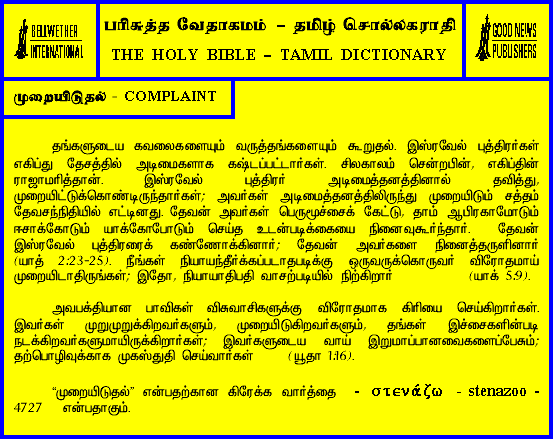 BELLWETHER
INTERNATIONAL
பரிசுத்த வேதாகமம் – தமிழ் சொல்லகராதி
THE HOLY BIBLE – TAMIL DICTIONARY
GOOD NEWS
PUBLISHERS
முறையிடுதல் - COMPLAINT
தங்களுடைய கவலைகளையும் வருத்தங்களையும் கூறுதல். இஸ்ரவேல் புத்திரர்கள்
எகிப்து தேசத்தில் அடிமைகளாக கஷ்டப்பட்டார்கள். சிலகாலம் சென்றபின், எகிப்தின்
ராஜாமரித்தான். இஸ்ரவேல் புத்திரர் அடிமைத்தனத்தினால் தவித்து,
முறையிட்டுக்கொண்டிருந்தார்கள்; அவர்கள் அடிமைத்தனத்திலிருந்து முறையிடும் சத்தம்
தேவசந்நிதியில் எட்டினது. தேவன் அவர்கள் பெருமூச்சைக் கேட்டு, தாம் ஆபிரகாமோடும்
ஈசாக்கோடும் யாக்கோபோடும் செய்த உடன்படிக்கையை நினைவுகூர்ந்தார். தேவன்
இஸ்ரவேல் புத்திரரைக் கண்ணோக்கினார்; தேவன் அவர்களை நினைத்தருளினார்
(யாத் 2:23-25). நீங்கள் நியாயந்தீர்க்கப்படாதபடிக்கு ஒருவருக்கொருவர் விரோதமாய்
முறையிடாதிருங்கள்; இதோ, நியாயாதிபதி வாசற்படியில் நிற்கிறார் (யாக் 5:9).
அவபக்தியான பாவிகள் விசுவாசிகளுக்கு விரோதமாக கிரியை செய்கிறார்கள்.
இவர்கள் முறுமுறுக்கிறவர்களும், முறையிடுகிறவர்களும், தங்கள் இச்சைகளின்படி
நடக்கிறவர்களுமாயிருக்கிறார்கள்; இவர்களுடைய வாய் இறுமாப்பானவைகளைப்பேசும்;
தற்பொழிவுக்காக முகஸ்துதி செய்வார்கள் (யூதா 1:16).
“முறையிடுதல்” என்பதற்கான கிரேக்க வார்த்தை - στενάζω - stenazoo -
4727 என்பதாகும்.